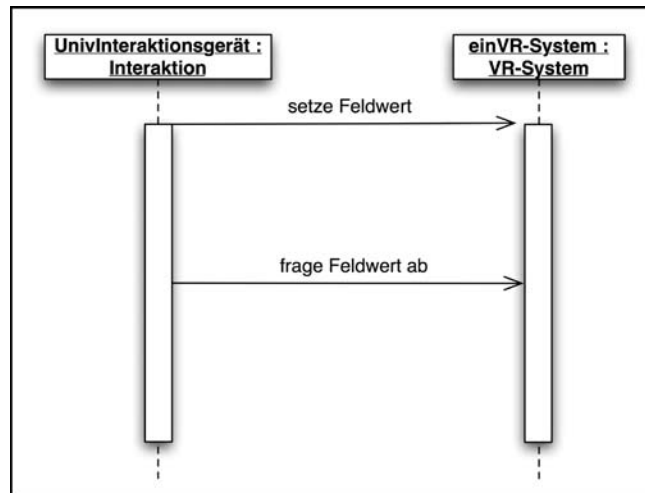 UnivInteraktionsgerät :
Interaktion
einVR-System :
VR-System
setze Feldwert
frage Feldwert ab